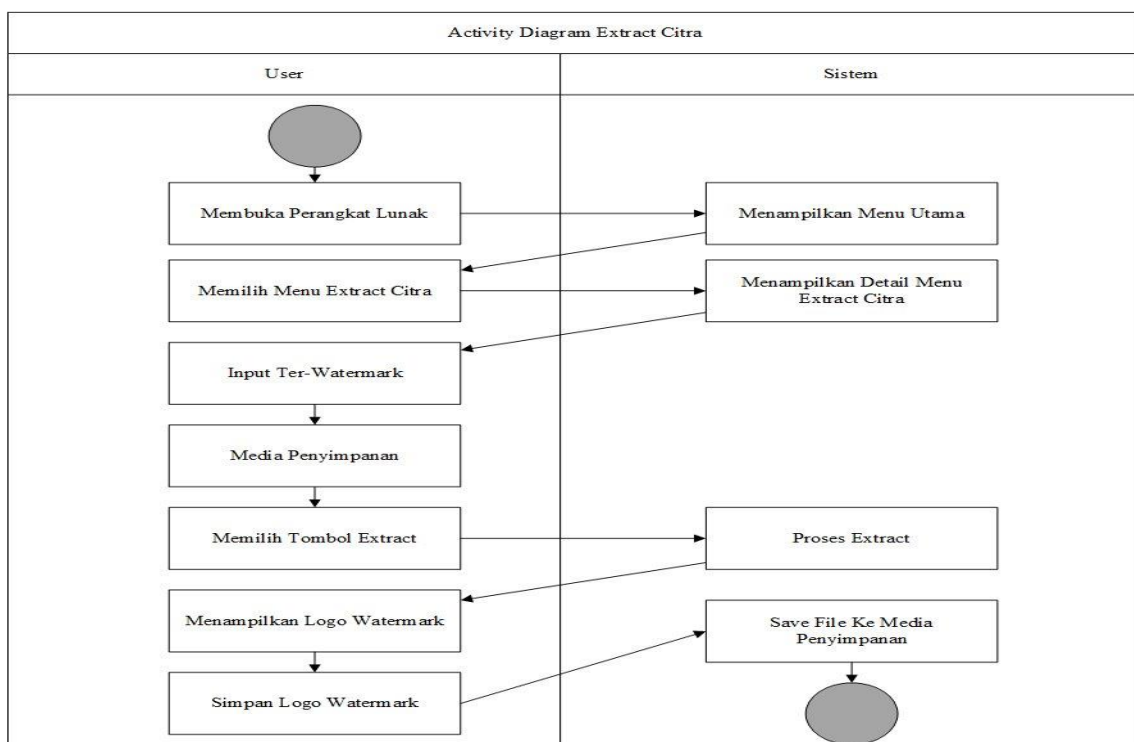 Activity Diagram Extract Citra
User
Sistem
Membuka Perangkat Lunak
Menampilkan Menu Utama
Memilih Menu Extract Citra
Menampilkan Detail Menu
Extract Citra
Input Ter-Watermark
Media Penyimpanan
Memilih Tombol Extract
Proses Extract
Menampilkan Logo Watermark
Save File Ke Media
Penyimpanan
Simpan Logo Watermark